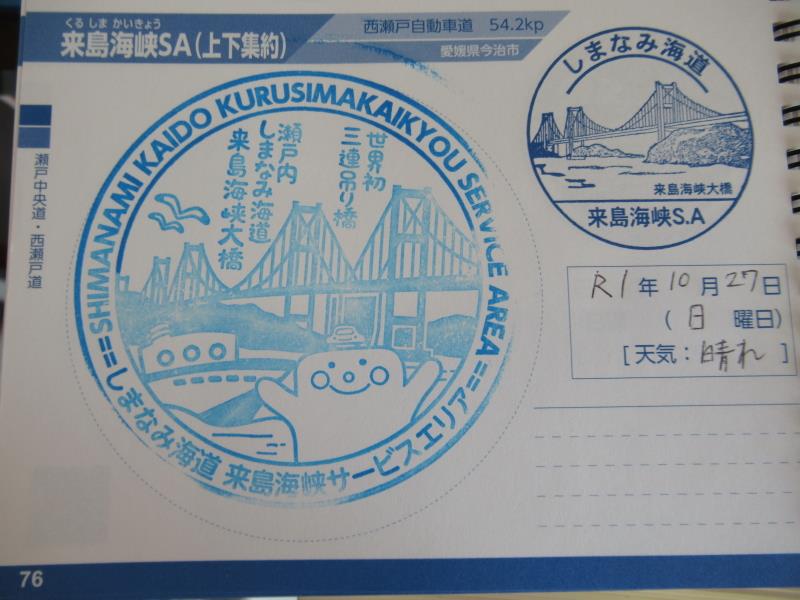 くるしまかいきょう
来島海峡SA(上下集約)
西瀬戸自動車道 54.2kp
愛媛県今治市
瀬戸中央道・西瀬戸道
SHIMANAMI KAIDO KURUSIMAKAIKYOU SERVICE AREA
世界初
三連吊り橋
瀬戸内
しまなみ海道
来島海峡大橋
==しまなみ海道 来島海峡サービスエリア==
しまなみ海道
来島海峡大橋
来島海峡S.A
R1年10月27日
(日 曜日)
[天気:晴れ]
76